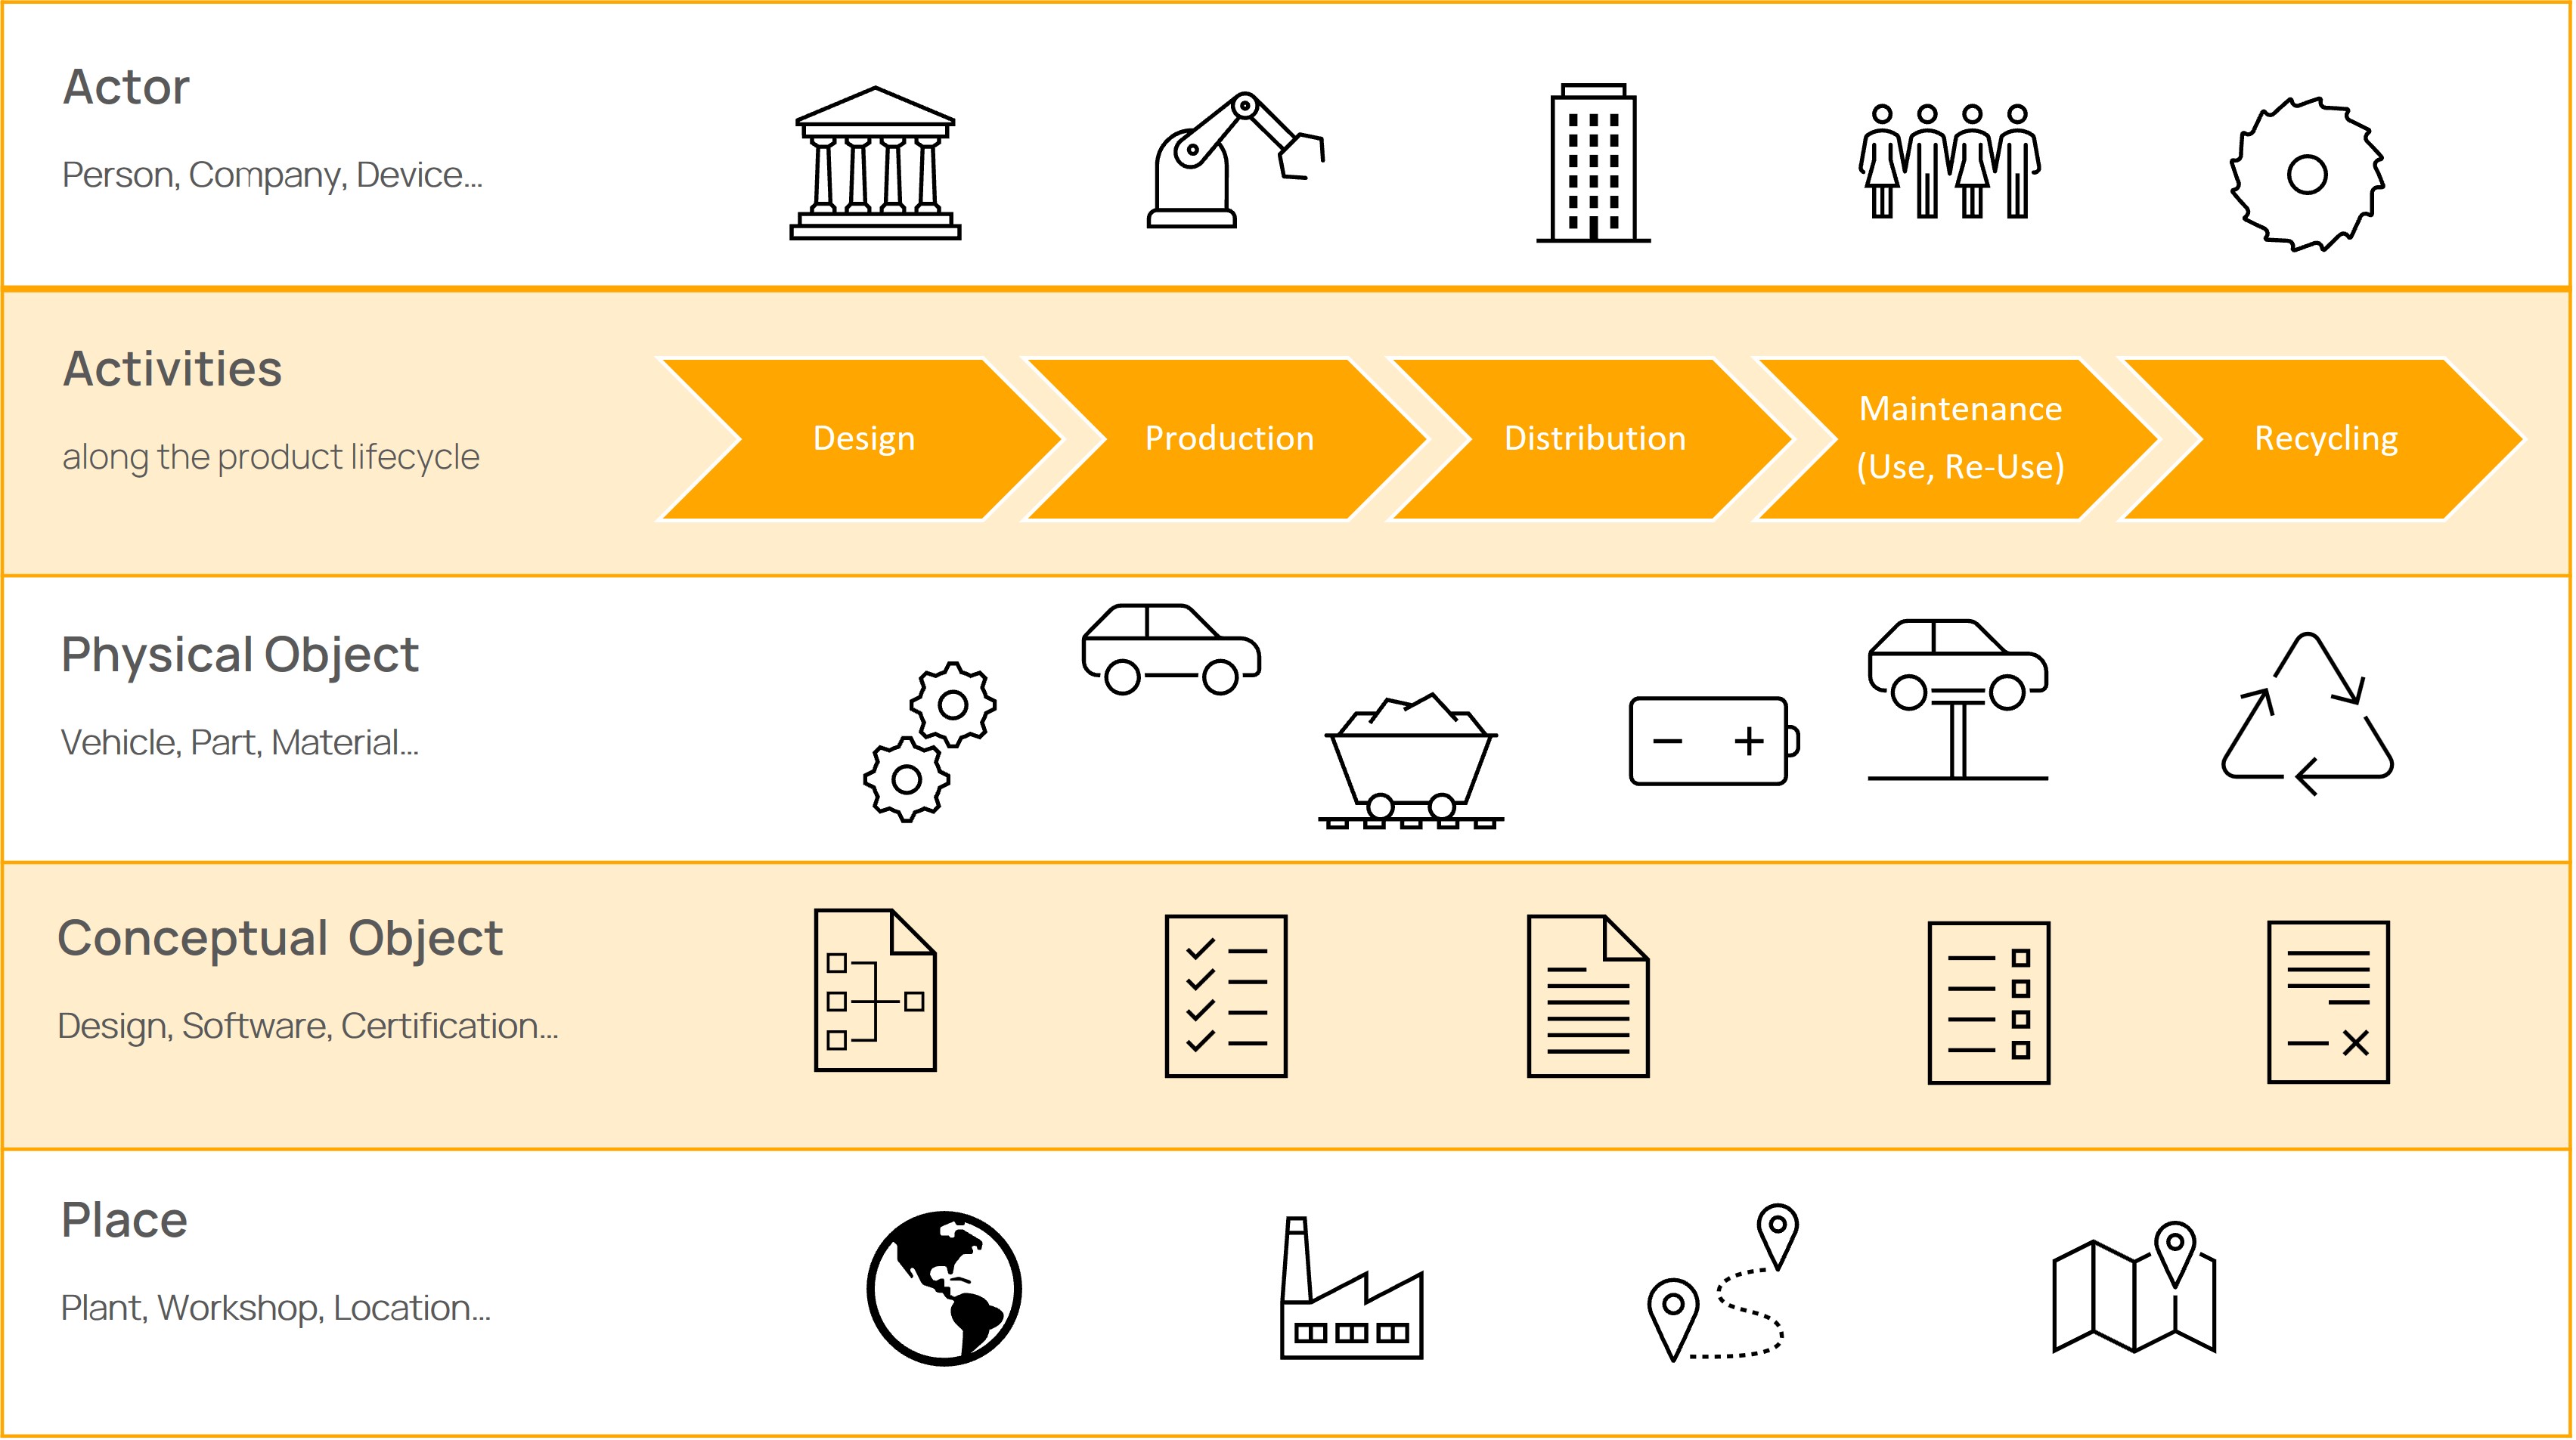 Actor
Person, Company, Device...
Activities
along the product lifecycle
Design
Production
Distribution
Maintenance
(Use, Re-Use)
Recycling
Physical Object
Vehicle, Part, Material...
Conceptual Object
Design, Software, Certification...
Place
Plant, Workshop, Location...